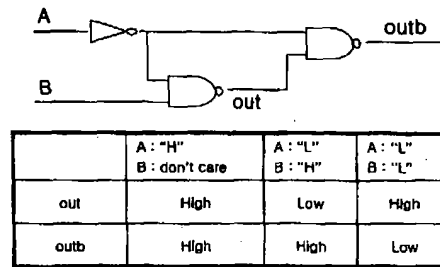 A
outb
B
out
A : "H" A : "L" A : "L"
B : don't care B : "H" B : "L"
out High Low High
outb High High Low